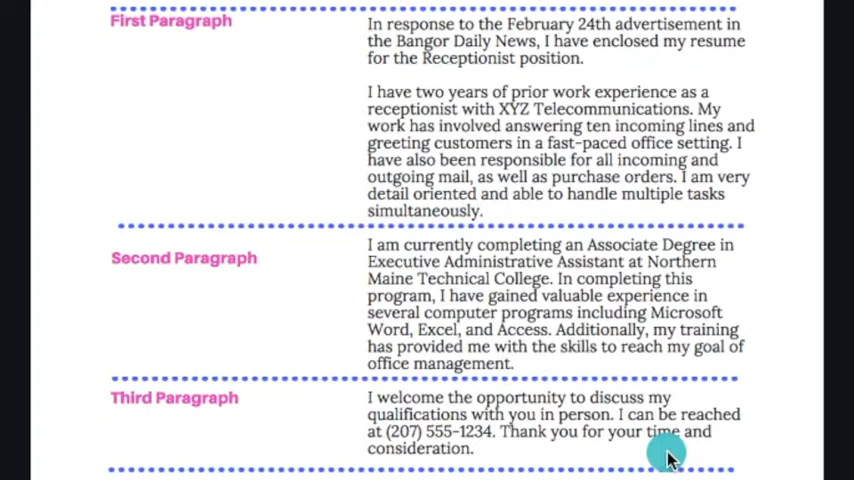 First Paragraph
In response to the February 24th advertisement in
the Bangor Daily News, I have enclosed my resume
for the Receptionist position.
I have two years of prior work experience as a
receptionist with XYZ Telecommunications. My
work has involved answering ten incoming lines and
greeting customers in a fast-paced office setting. I
have also been responsible for all incoming and
outgoing mail, as well as purchase orders. I am very
detail oriented and able to handle multiple tasks
simultaneously.
Second Paragraph
I am currently completing an Associate Degree in
Executive Administrative Assistant at Northern
Maine Technical College. In completing this
program, I have gained valuable experience in
several computer programs including Microsoft
Word, Excel, and Access. Additionally, my training
has provided me with the skills to reach my goal of
office management.
Third Paragraph
I welcome the opportunity to discuss my
qualifications with you in person. I can be reached
at (207) 555-1234. Thank you for your time and
consideration.